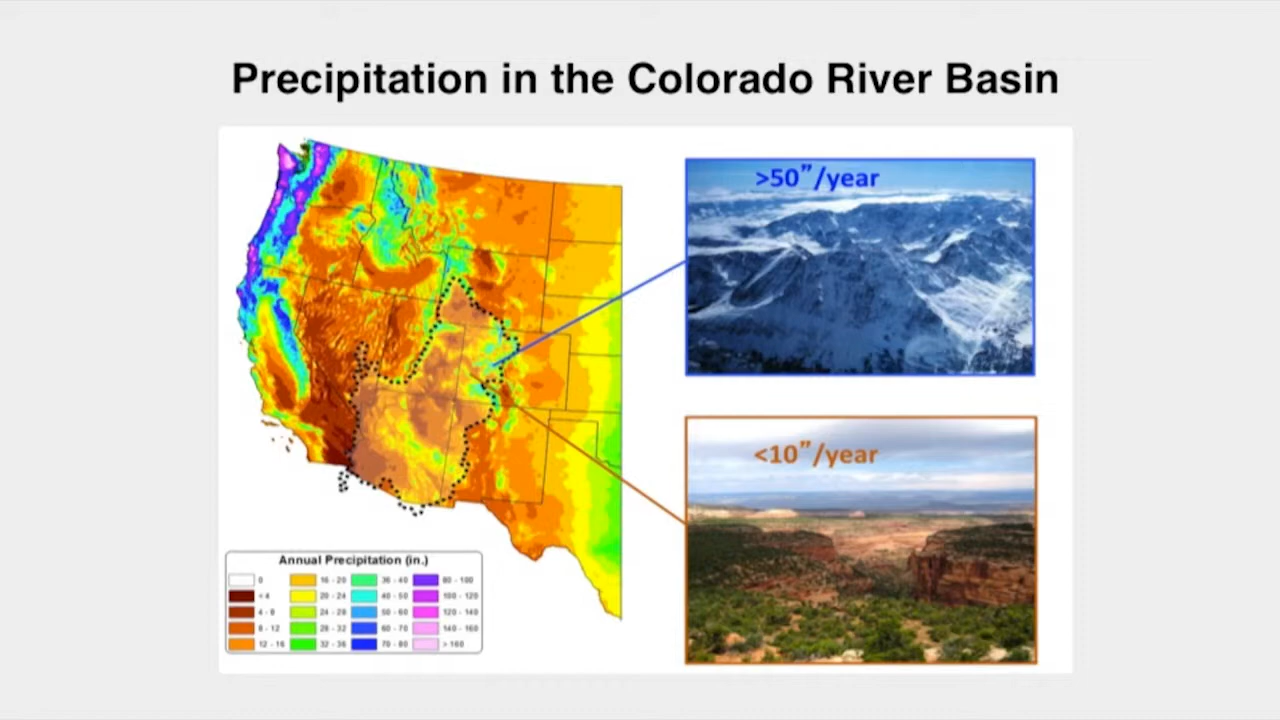 Precipitation in the Colorado River Basin
>50”/year
<10”/year
Annual Precipitation (in.)
0
< 4
4 - 8
8 - 12
12 - 16
16 - 20
20 - 24
24 - 28
28 - 32
32 - 36
36 - 40
40 - 50
50 - 60
60 - 70
70 - 80
80 - 100
100 - 120
120 - 140
140 - 160
> 160